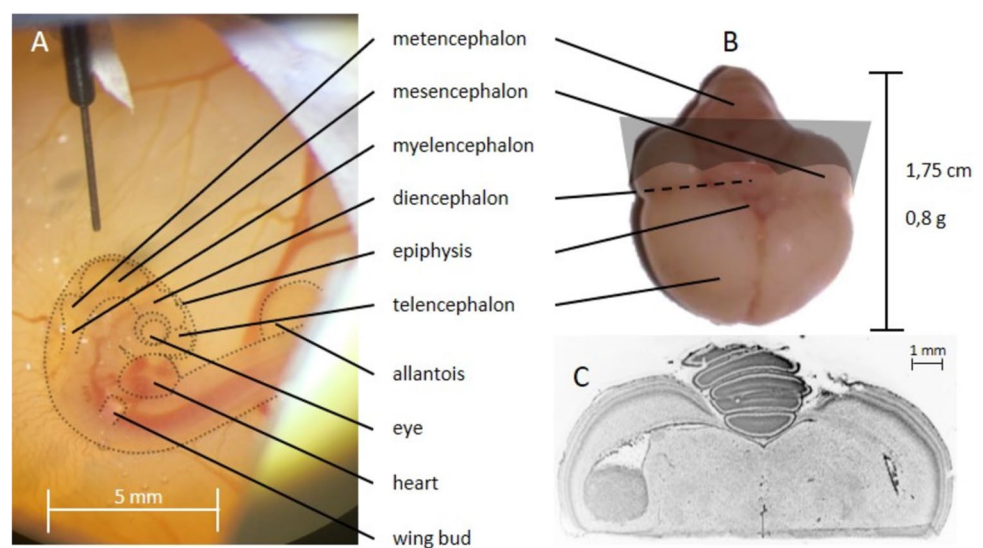 A
metencephalon
B
mesencephalon
myelencephalon
diencephalon
epiphysis
telencephalon
allantois
eye
heart
wing bud
5 mm
1,75 cm
0,8 g
C
1 mm